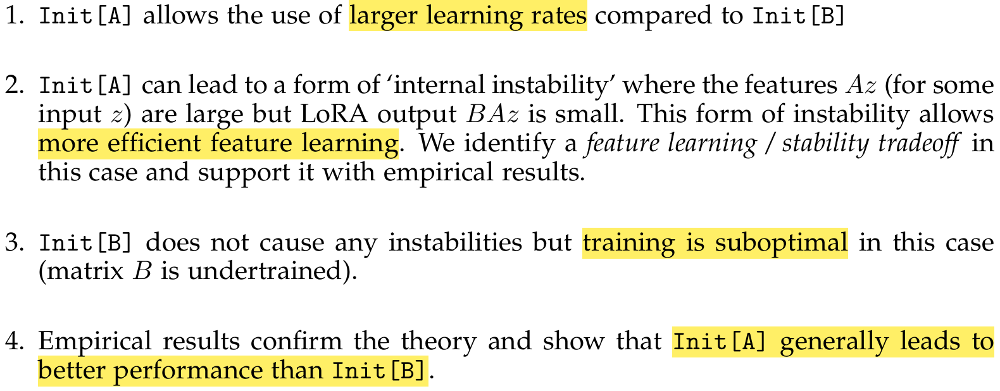 1. Init[A] allows the use of larger learning rates compared to Init[B]
2. Init[A] can lead to a form of ‘internal instability’ where the features Az (for some
input z) are large but LoRA output BAz is small. This form of instability allows
more efficient feature learning. We identify a feature learning / stability tradeoff in
this case and support it with empirical results.
3. Init[B] does not cause any instabilities but training is suboptimal in this case
(matrix B is undertrained).
4. Empirical results confirm the theory and show that Init[A] generally leads to
better performance than Init[B].